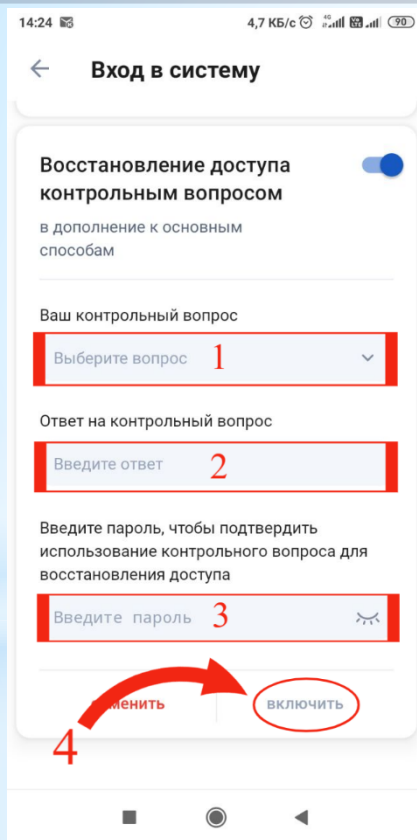 14:24 4,7 КБ/с 4G 90
Вход в систему
Восстановление доступа
контрольным вопросом
в дополнение к основным
способам
Ваш контрольный вопрос
Выберите вопрос 1
Ответ на контрольный вопрос
Введите ответ 2
Введите пароль, чтобы подтвердить
использование контрольного вопроса для
восстановления доступа
Введите пароль 3
менить ВКЛЮЧИТЬ
4